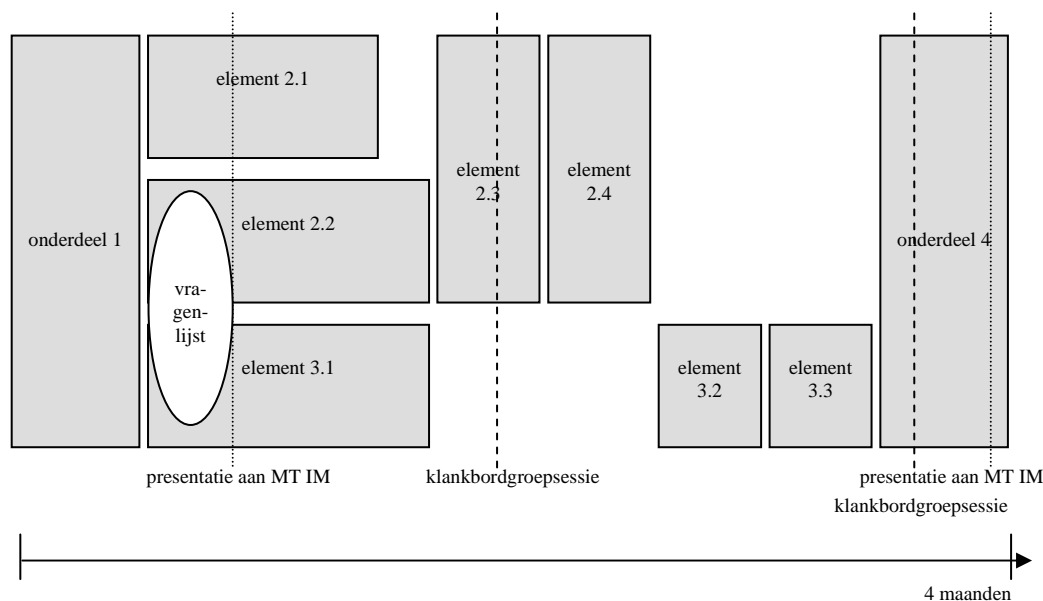 element 2.1
element
2.3
element
2.4
element 2.2
onderdeel 1
onderdeel 4
vra-
gen-
lijst
element 3.1
element
3.2
element
3.3
presentatie aan MT IM
klankbordgroepsessie
presentatie aan MT IM
klankbordgroepsessie
4 maanden